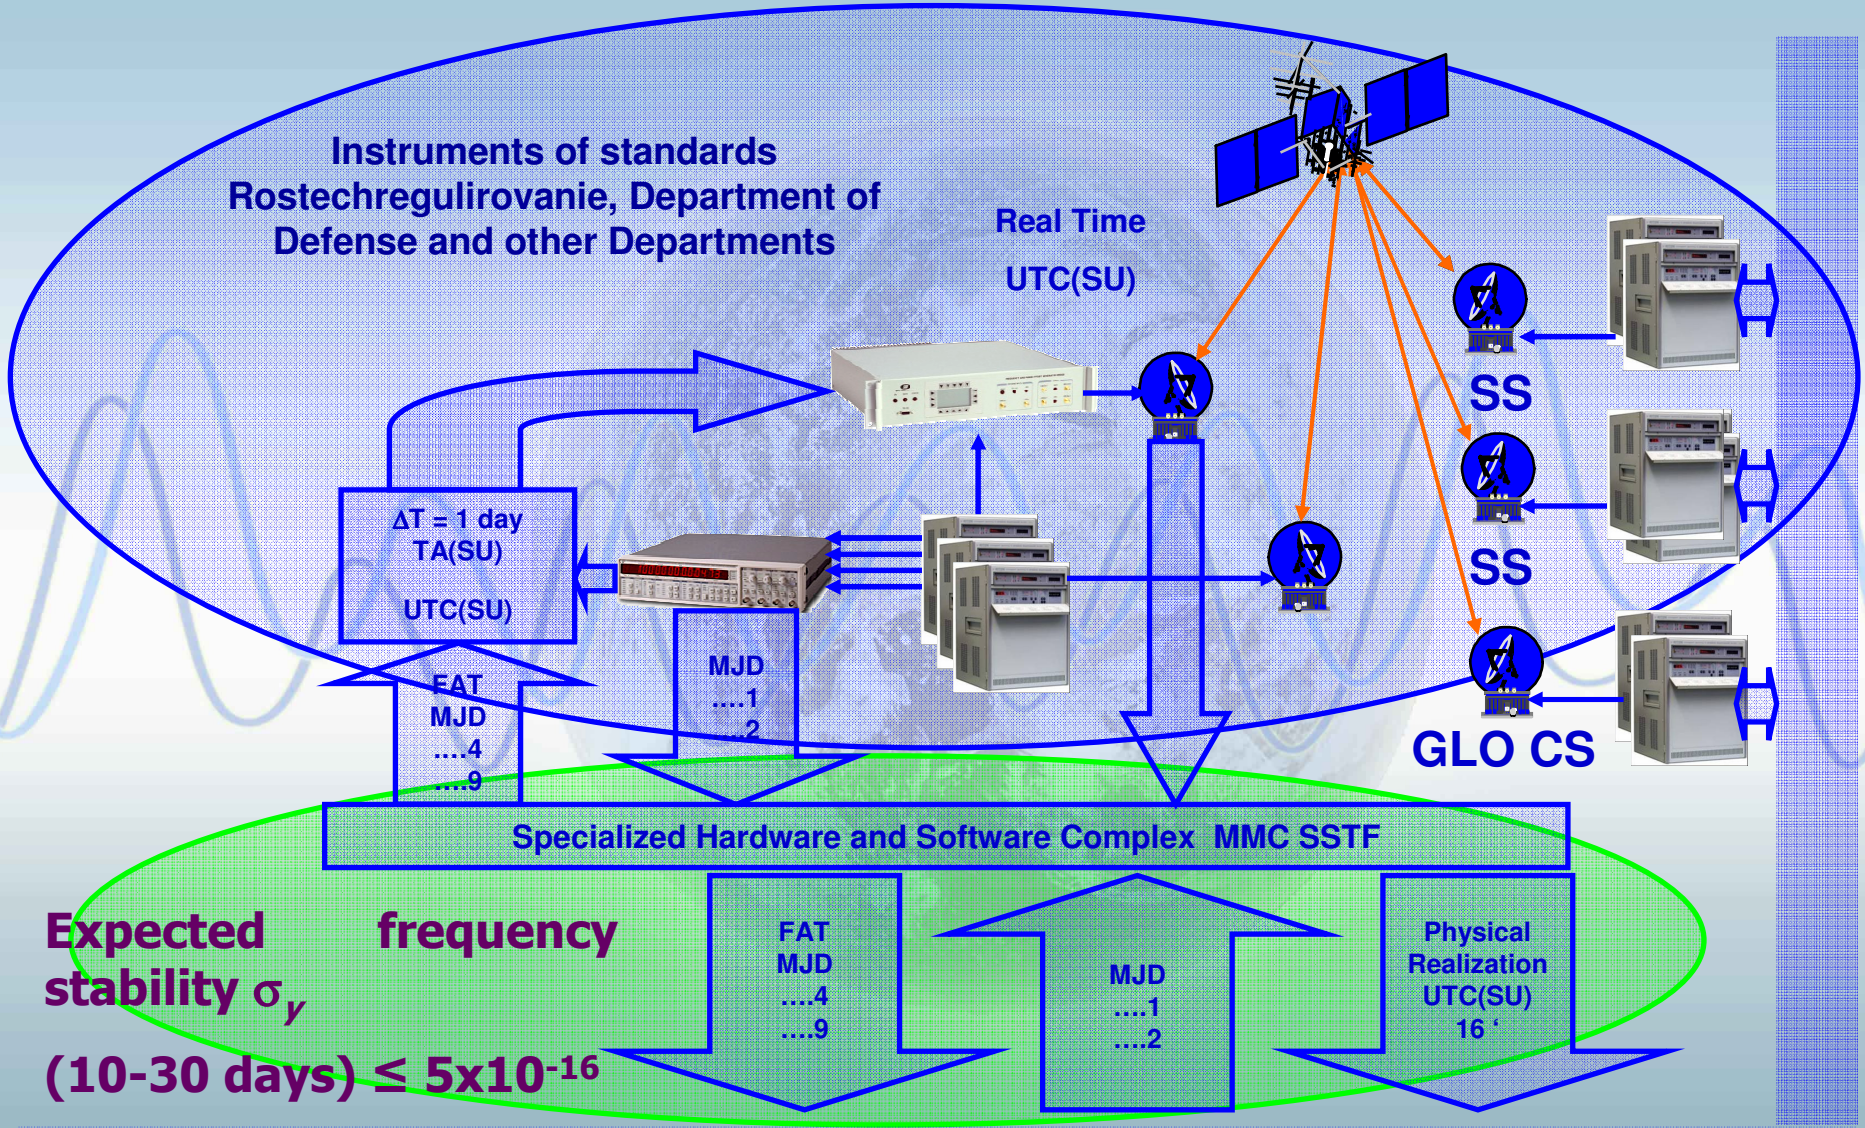 Instruments of standards
Rostechregulirovanie, Department of
Defense and other Departments
Real Time
UTC(SU)
SS
SS
GLO CS
ΔT = 1 day
TA(SU)
UTC(SU)
FAT
MJD
....4
....9
MJD
....1
....2
Specialized Hardware and Software Complex MMC SSTF
Expected frequency
stability σy
(10-30 days) ≤ 5x10-16
FAT
MJD
....4
....9
MJD
....1
....2
Physical
Realization
UTC(SU)
16 ‘